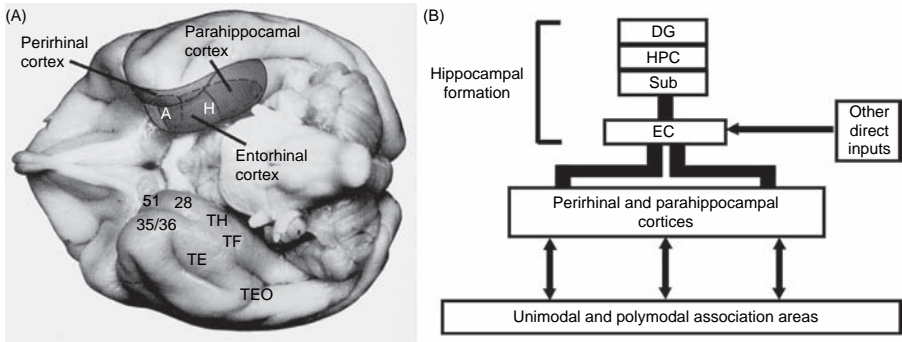 (A)
Perirhinal
cortex
Parahippocampal
cortex
A
H
Entorhinal
cortex
51
28
35/36
TH
TF
TE
TEO
(B)
Hippocampal
formation
DG
HPC
Sub
EC
Other
direct
inputs
Perirhinal and parahippocampal
cortices
Unimodal and polymodal association areas